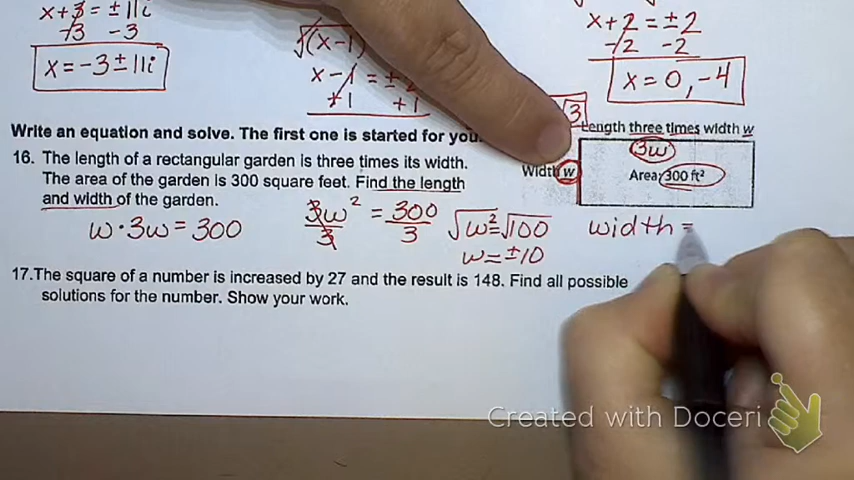 x+3 = ±11i
-3 -3
x = -3 ± 11i
√(x-1)
x - 1 = ±
+1 +1
√3
x+2 = ±2
-2 -2
x = 0, -4
Write an equation and solve. The first one is started for you.
Length three times width w
3w
16. The length of a rectangular garden is three times its width.
The area of the garden is 300 square feet. Find the length
and width of the garden.
Width w
Area 300 ft²
w · 3w = 300
3w² = 300
3 3
√w² = √100
w = ±10
width =
17. The square of a number is increased by 27 and the result is 148. Find all possible
solutions for the number. Show your work.
Created with Doceri